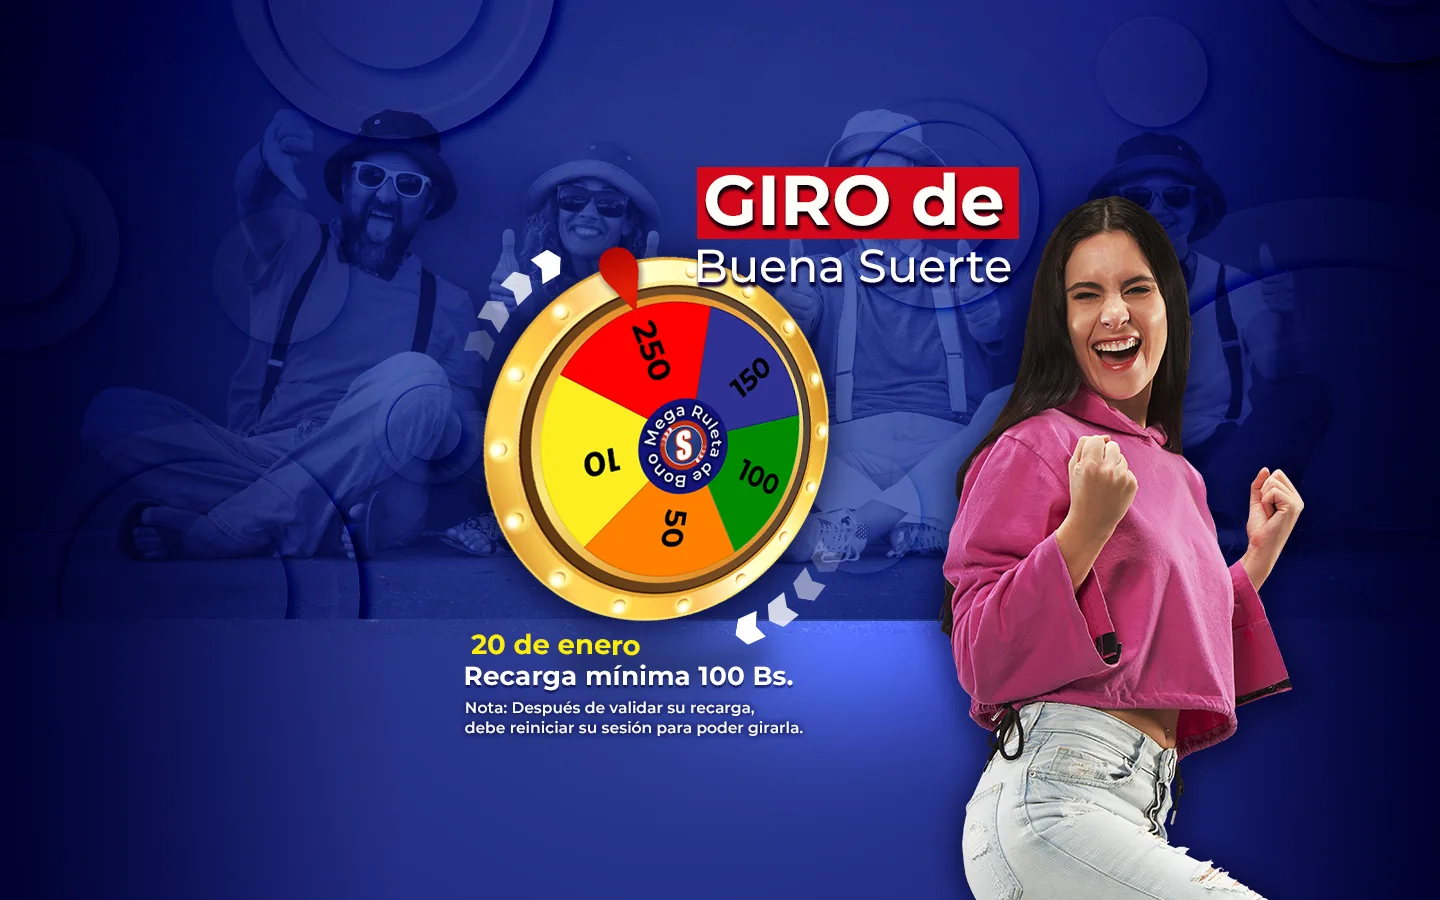 GIRO de
Buena Suerte
250
150
100
50
10
Mega Ruleta de Bono
S
20 de enero
Recarga mínima 100 Bs.
Nota: Después de validar su recarga,
debe reiniciar su sesión para poder girarla.